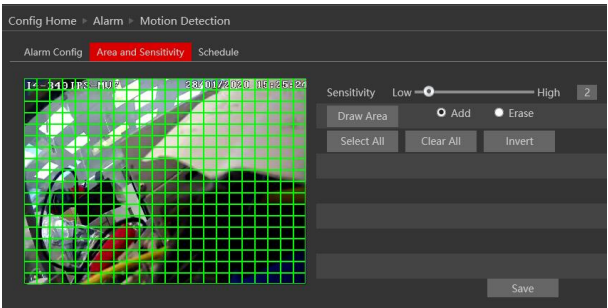 Config Home ▸ Alarm ▸ Motion Detection
Alarm Config Area and Sensitivity Schedule
28/01/2020 15:25:24
Sensitivity Low High 2
Draw Area Add Erase
Select All Clear All Invert
Save